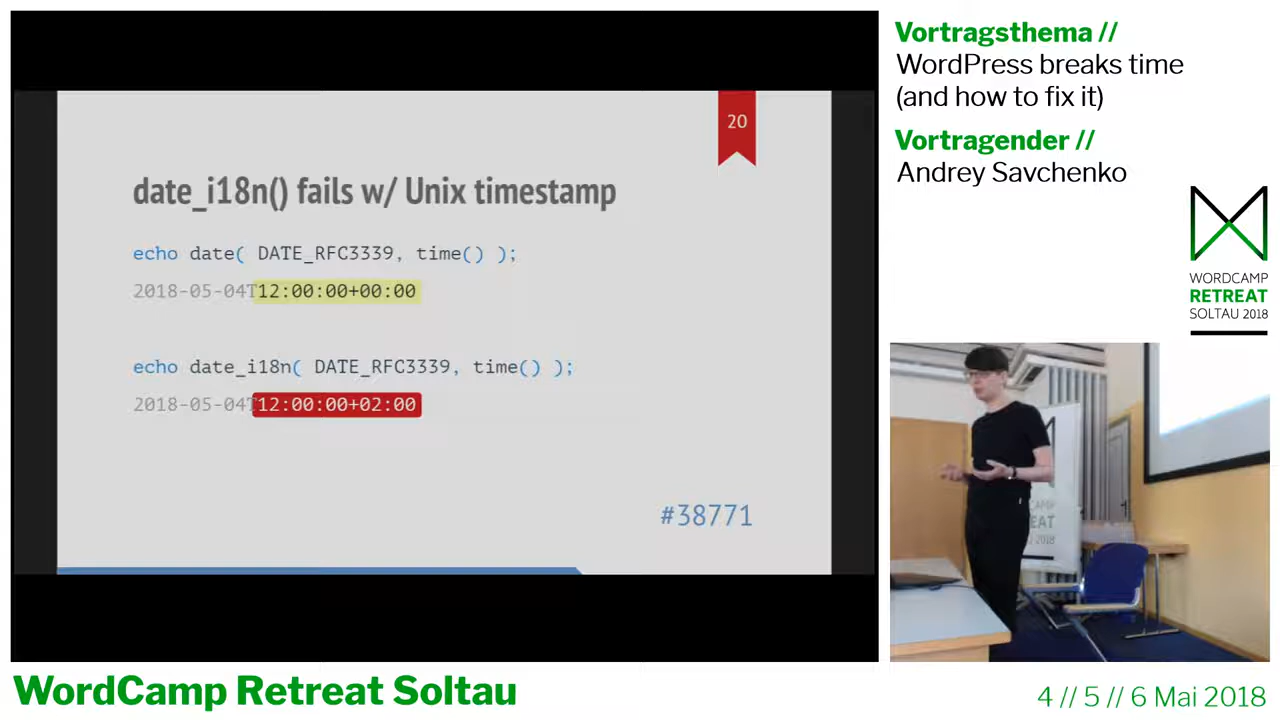 Vortragsthema //
WordPress breaks time
(and how to fix it)
Vortragender //
Andrey Savchenko
20
date_i18n() fails w/ Unix timestamp
echo date( DATE_RFC3339, time() );
2018-05-04T12:00:00+00:00
echo date_i18n( DATE_RFC3339, time() );
2018-05-04T12:00:00+02:00
#38771
WORDCAMP
RETREAT
SOLTAU 2018
WordCamp Retreat Soltau
4 // 5 // 6 Mai 2018